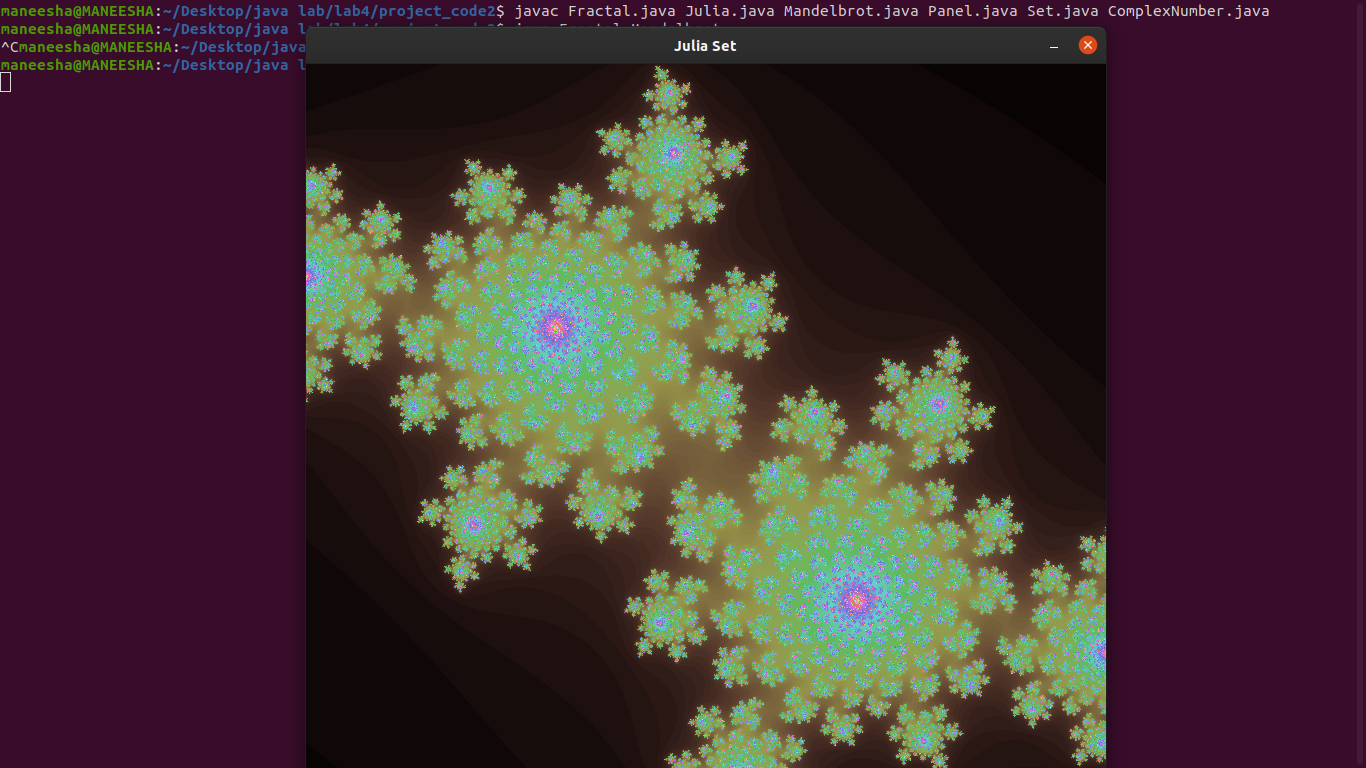 maneesha@MANEESHA:~/Desktop/java lab/lab4/project_code2$ javac Fractal.java Julia.java Mandelbrot.java Panel.java Set.java ComplexNumber.java
maneesha@MANEESHA:~/Desktop/java l
^Cmaneesha@MANEESHA:~/Desktop/java
maneesha@MANEESHA:~/Desktop/java l
Julia Set